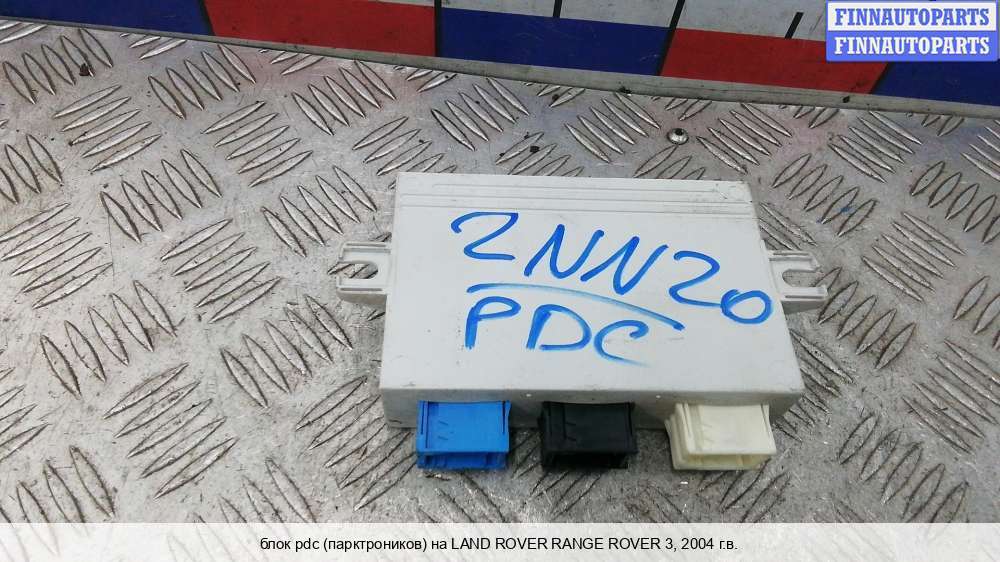 FINNAUTOPARTS
FINNAUTOPARTS
2NN20
PDC
блок pdc (парктроников) на LAND ROVER RANGE ROVER 3, 2004 г.в.